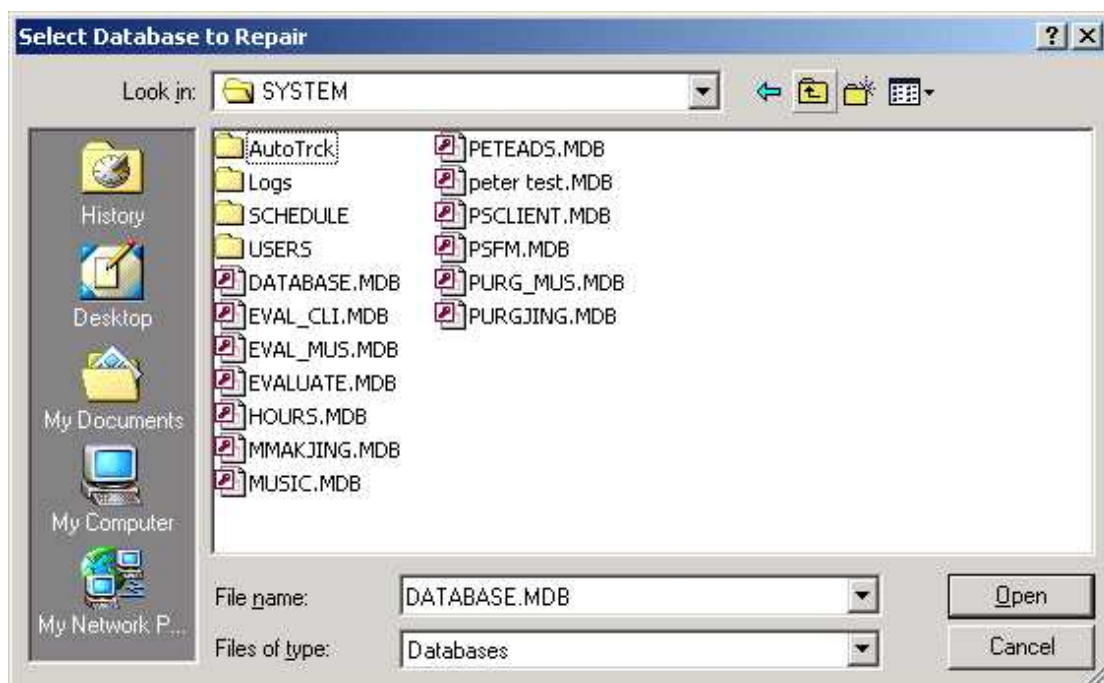 Select Database to Repair
Look in: SYSTEM
History
Desktop
My Documents
My Computer
My Network P...
AutoTrck
Logs
SCHEDULE
USERS
DATABASE.MDB
EVAL_CLI.MDB
EVAL_MUS.MDB
EVALUATE.MDB
HOURS.MDB
MMAKJING.MDB
MUSIC.MDB
PETEADS.MDB
peter test.MDB
PSCLIENT.MDB
PSFM.MDB
PURG_MUS.MDB
PURGJING.MDB
File name: DATABASE.MDB
Open
Files of type: Databases
Cancel